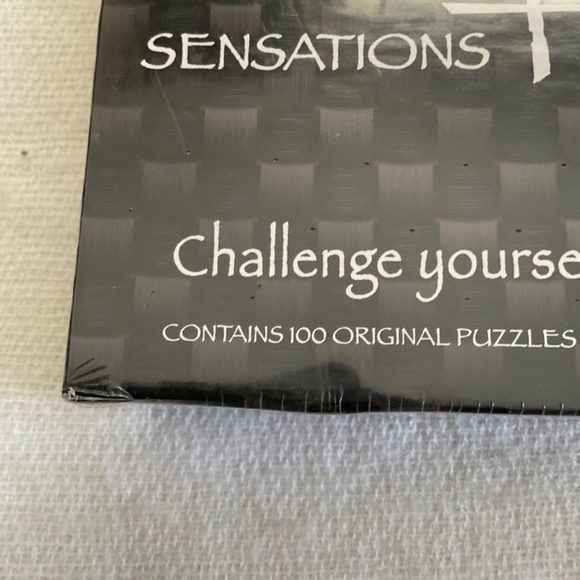 SENSATIONS
Challenge yourse
CONTAINS 100 ORIGINAL PUZZLES